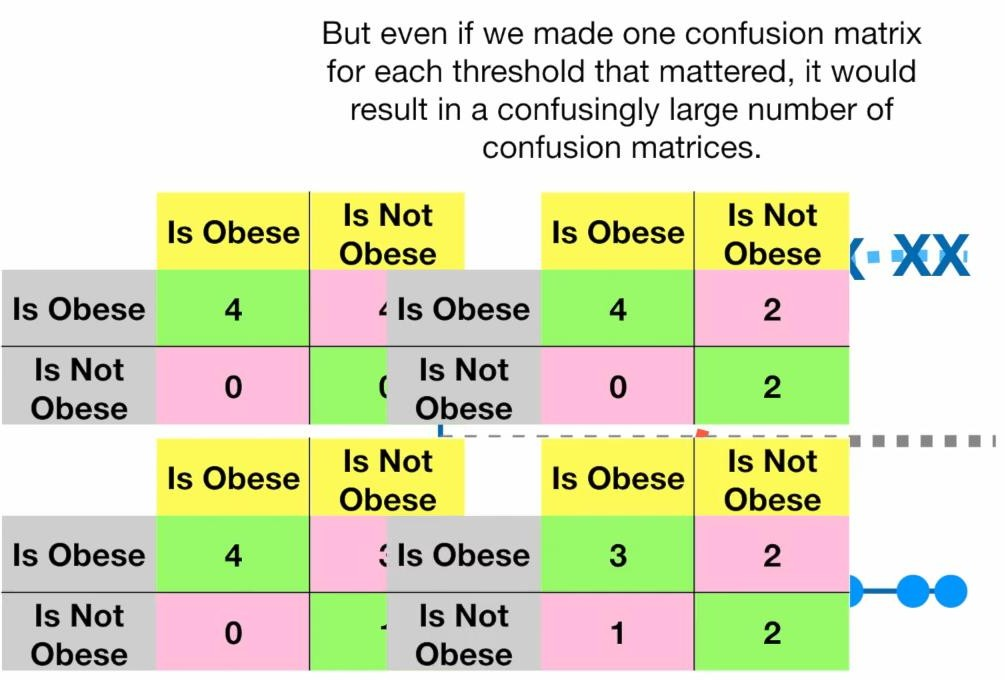 But even if we made one confusion matrix
for each threshold that mattered, it would
result in a confusingly large number of
confusion matrices.
Is Obese Is Not Obese
Is Obese 4
Is Not Obese 0
Is Obese Is Not Obese
Is Obese 4 2
Is Not Obese 0 2
Is Obese Is Not Obese
Is Obese 4
Is Not Obese 0
Is Obese Is Not Obese
Is Obese 3 2
Is Not Obese 1 2
XX